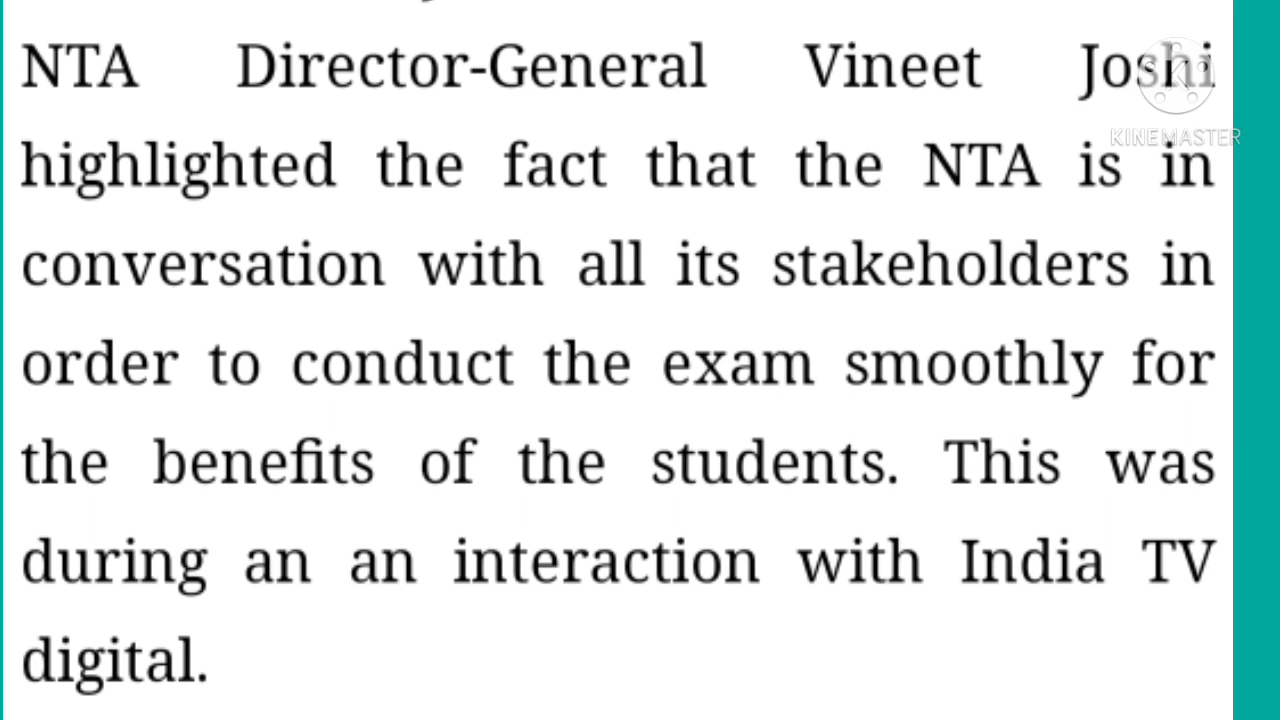 NTA Director-General Vineet Joshi
KINEMASTER
highlighted the fact that the NTA is in
conversation with all its stakeholders in
order to conduct the exam smoothly for
the benefits of the students. This was
during an an interaction with India TV
digital.